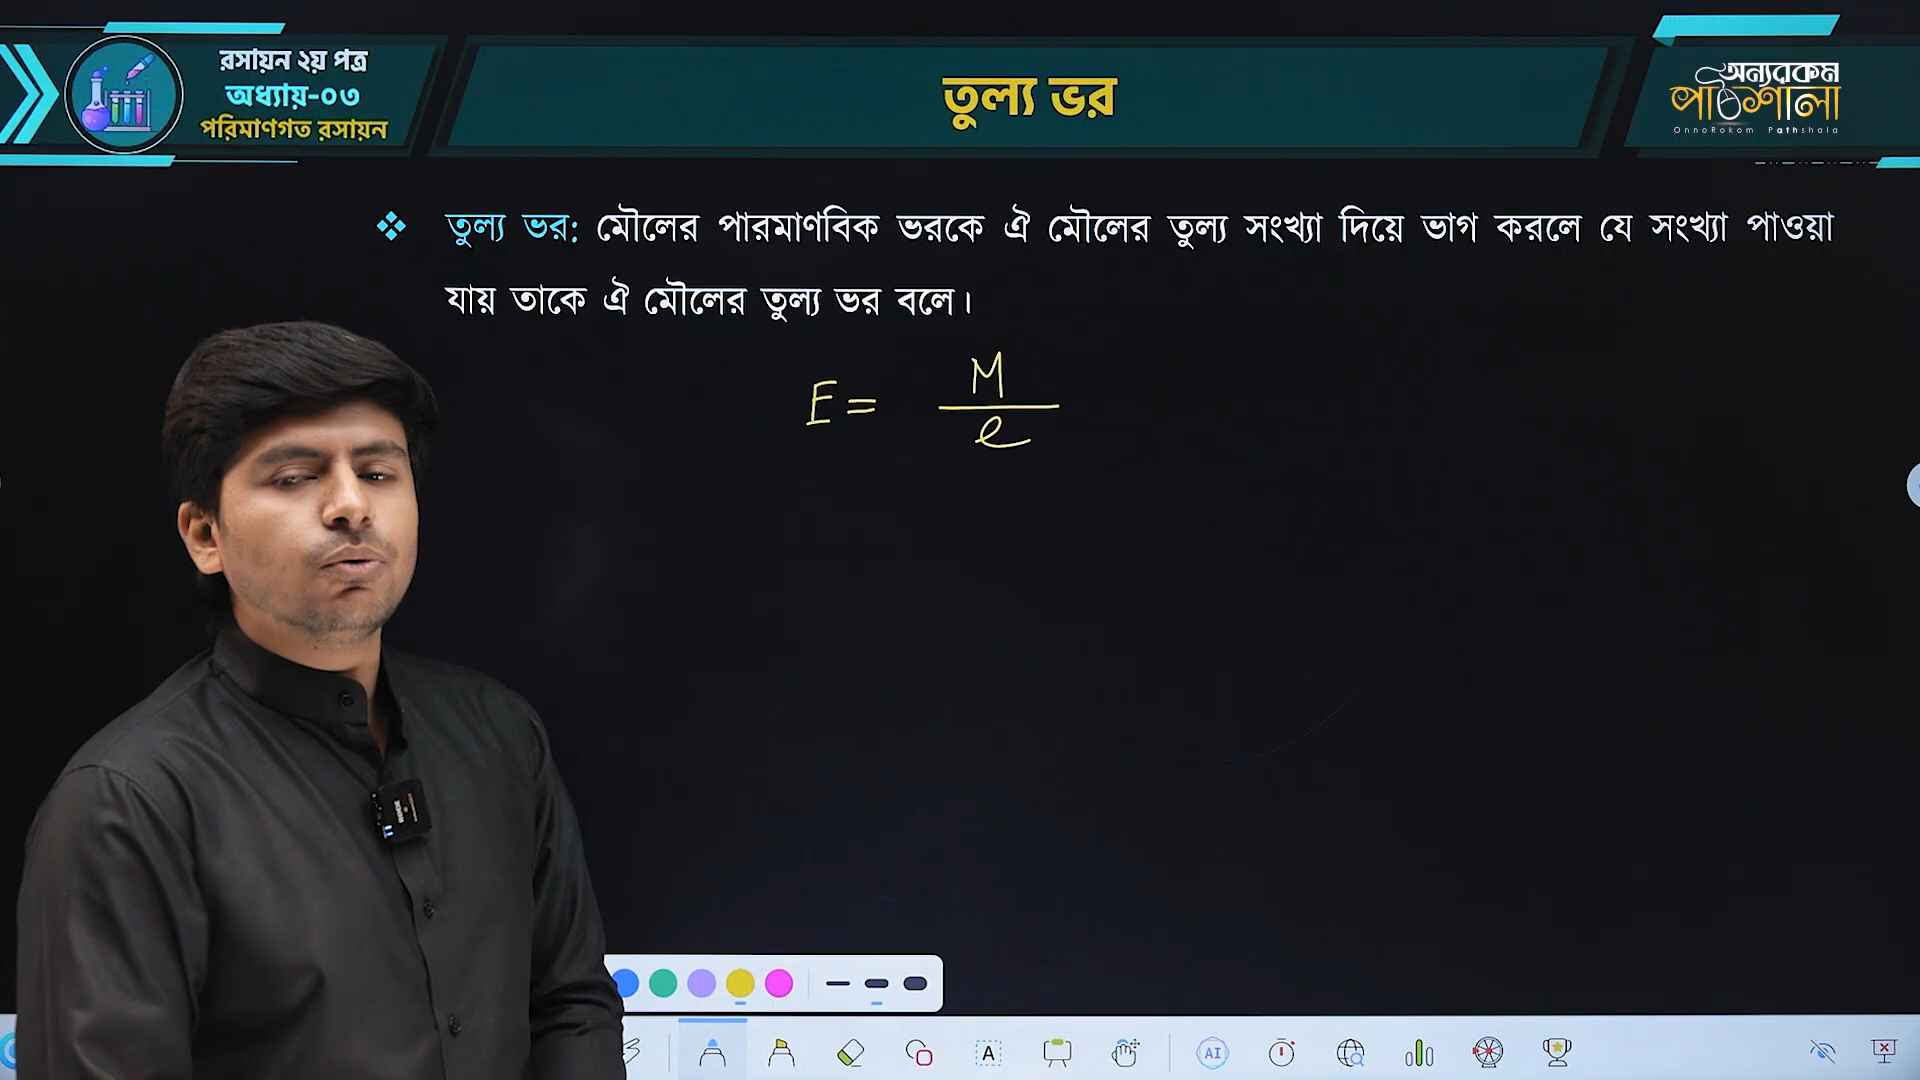 রসায়ন ২য় পত্র
অধ্যায়-০৩
পরিমাণগত রসায়ন
তুল্য ভর
অন্যরকম
পাঠশালা
OnnoRokom Pathshala
❖ তুল্য ভর: মৌলের পারমাণবিক ভরকে ঐ মৌলের তুল্য সংখ্যা দিয়ে ভাগ করলে যে সংখ্যা পাওয়া
যায় তাকে ঐ মৌলের তুল্য ভর বলে।
E = M / e
A
AI